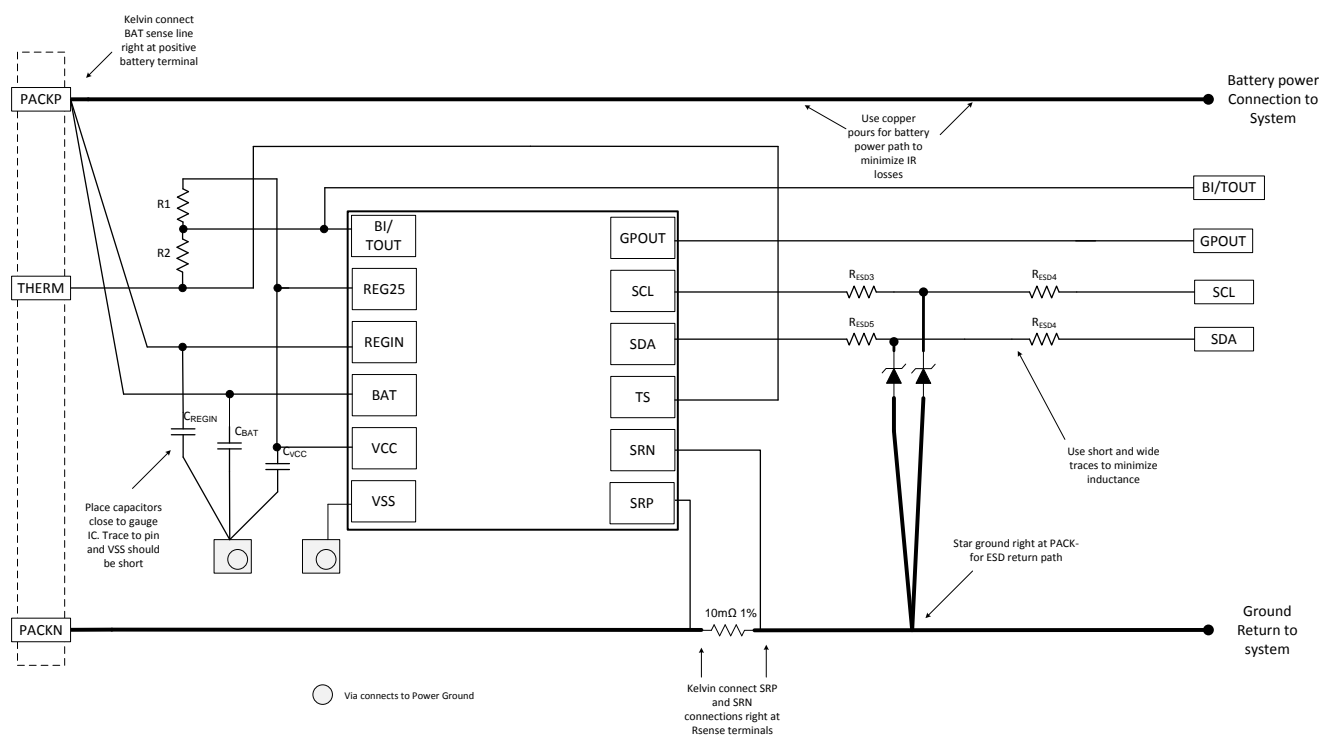 Kelvin connect
BAT sense line
right at positive
battery terminal
PACKP
Battery power
Connection to
System
Use copper
pours for battery
power path to
minimize IR
losses
R1
R2
BI/TOUT
BI/
TOUT
GPOUT
GPOUT
THERM
REG25
SCL
RESD3
RESD4
SCL
REGIN
SDA
RESD5
RESD4
SDA
BAT
TS
CREGIN
CBAT
CVCC
VCC
SRN
VSS
SRP
Use short and wide
traces to minimize
inductance
Place capacitors
close to gauge
IC. Trace to pin
and VSS should
be short
Star ground right at PACK-
for ESD return path
PACKN
10mΩ 1%
Ground
Return to
system
Via connects to Power Ground
Kelvin connect SRP
and SRN
connections right at
Rsense terminals